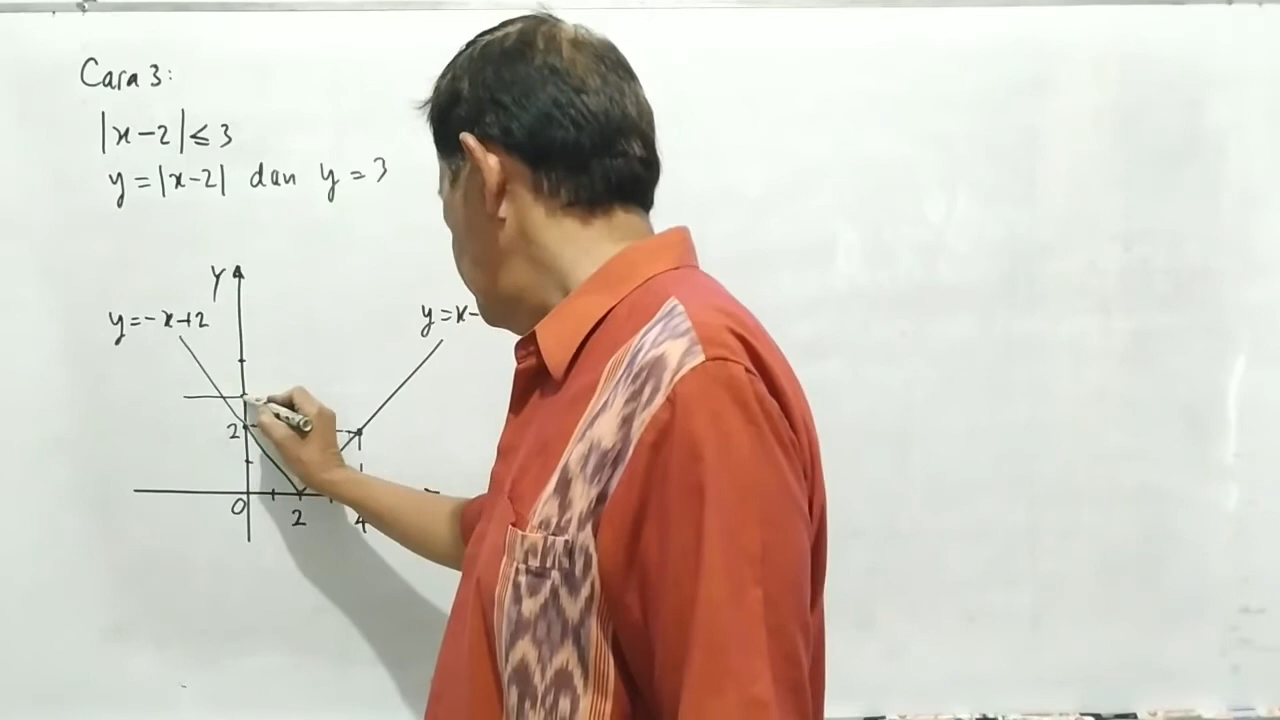 Cara 3:
|x-2| ≤ 3
y = |x-2| dan y = 3
Y
y=-x+2
y=x-
2
0
2
4